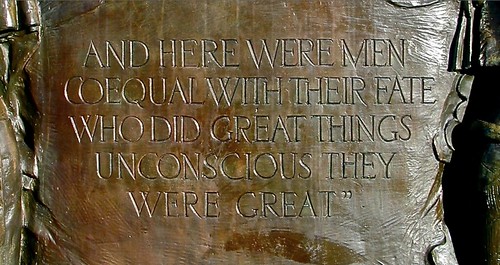 AND HERE WERE MEN
COEQUAL WITH THEIR FATE
WHO DID GREAT THINGS
UNCONSCIOUS THEY
WERE GREAT”